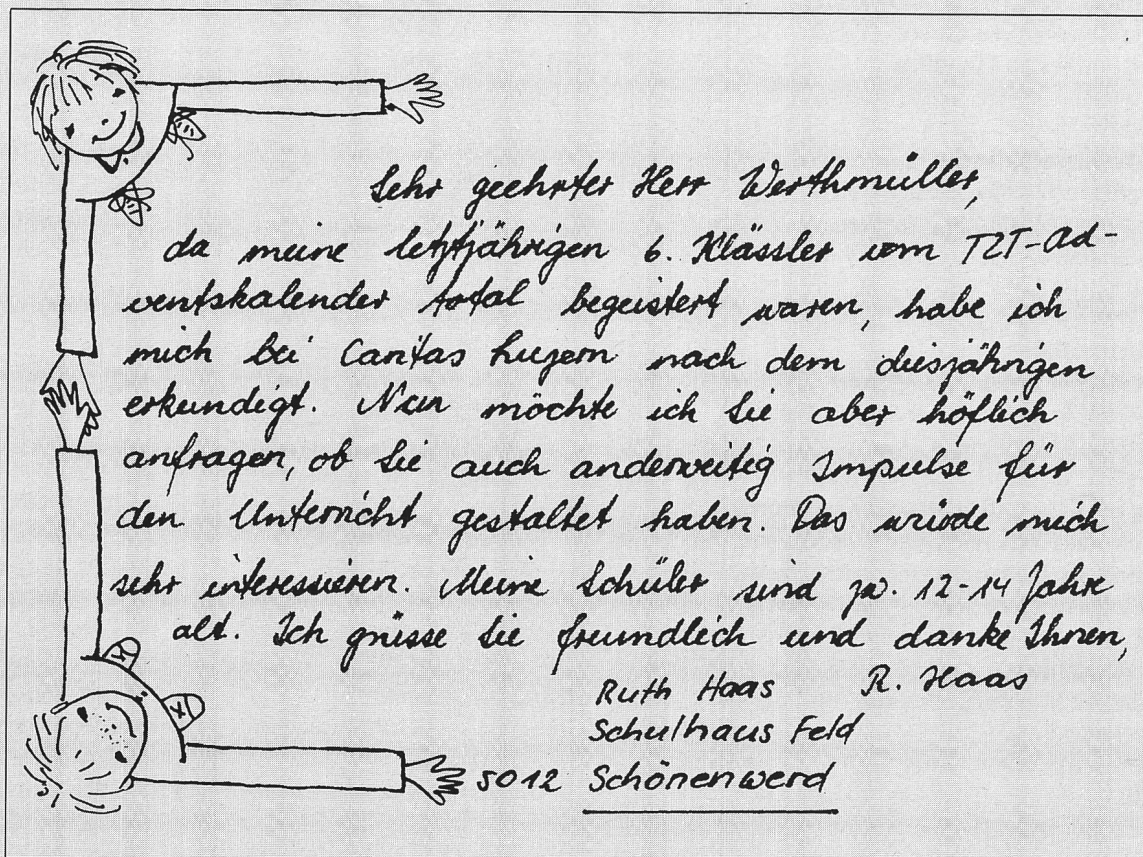 Sehr geehrter Herr Werthmüller,
da meine letztjährigen 6. Klässler vom TZT-Ad-
ventskalender total begeistert waren, habe ich
mich bei Caritas Luzern nach dem diesjährigen
erkundigt. Nun möchte ich Sie aber höflich
anfragen, ob Sie auch anderweitig Impulse für
den Unterricht gestaltet haben. Das würde mich
sehr interessieren. Meine Schüler sind zw. 12-14 Jahre
alt. Ich grüsse Sie freundlich und danke Ihnen,
Ruth Haas R. Haas
Schulhaus Feld
5012 Schönenwerd